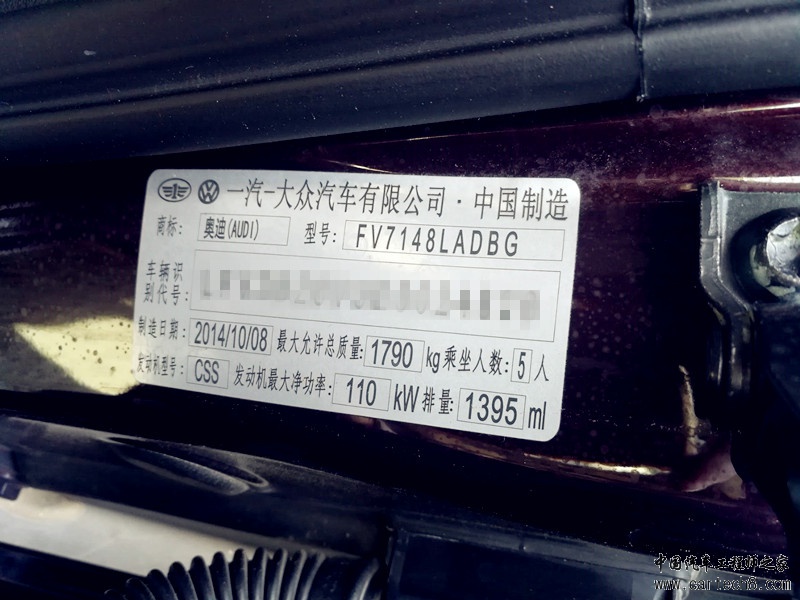 一汽-大众汽车有限公司·中国制造
商标: 奥迪(AUDI) 型号: FV7148LADBG
车辆识
别代号:
制造日期: 2014/10/08 最大允许总质量: 1790 kg 乘坐人数: 5 人
发动机型号: CSS 发动机最大净功率: 110 kW 排量: 1395 ml
中国汽车工程师之家
www.cartech8.com